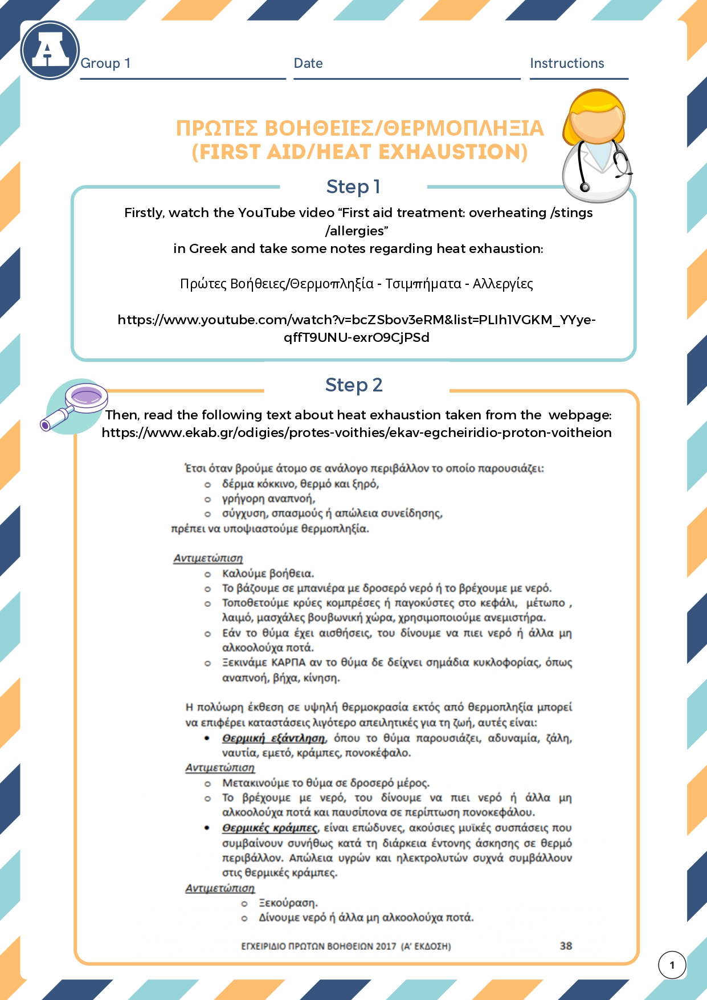 A
Group 1 Date Instructions
ΠΡΩΤΕΣ ΒΟΗΘΕΙΕΣ/ΘΕΡΜΟΠΛΗΞΙΑ
(FIRST AID/HEAT EXHAUSTION)
Step 1
Firstly, watch the YouTube video “First aid treatment: overheating /stings
/allergies”
in Greek and take some notes regarding heat exhaustion:
Πρώτες Βοήθειες/Θερμοπληξία - Τσιμπήματα - Αλλεργίες
https://www.youtube.com/watch?v=bcZSbov3eRM&list=PLIh1VGKM_YYye-
qffT9UNU-exrO9CjPSd
Step 2
Then, read the following text about heat exhaustion taken from the webpage:
https://www.ekab.gr/odigies/protes-voithies/ekav-egcheiridio-proton-voitheion
Έτσι όταν βρούμε άτομο σε ανάλογο περιβάλλον το οποίο παρουσιάζει:
o δέρμα κόκκινο, θερμό και ξηρό,
o γρήγορη αναπνοή,
o σύγχυση, σπασμούς ή απώλεια συνείδησης,
πρέπει να υποψιαστούμε θερμοπληξία.
Αντιμετώπιση
o Καλούμε βοήθεια.
o Το βάζουμε σε μπανιέρα με δροσερό νερό ή το βρέχουμε με νερό.
o Τοποθετούμε κρύες κομπρέσες ή παγοκύστες στο κεφάλι, μέτωπο ,
λαιμό, μασχάλες βουβωνική χώρα, χρησιμοποιούμε ανεμιστήρα.
o Εάν το θύμα έχει αισθήσεις, του δίνουμε να πιει νερό ή άλλα μη
αλκοολούχα ποτά.
o Ξεκινάμε ΚΑΡΠΑ αν το θύμα δε δείχνει σημάδια κυκλοφορίας, όπως
αναπνοή, βήχα, κίνηση.
Η πολύωρη έκθεση σε υψηλή θερμοκρασία εκτός από θερμοπληξία μπορεί
να επιφέρει καταστάσεις λιγότερο απειλητικές για τη ζωή, αυτές είναι:
• Θερμική εξάντληση, όπου το θύμα παρουσιάζει, αδυναμία, ζάλη,
ναυτία, εμετό, κράμπες, πονοκέφαλο.
Αντιμετώπιση
o Μετακινούμε το θύμα σε δροσερό μέρος.
o Το βρέχουμε με νερό, του δίνουμε να πιει νερό ή άλλα μη
αλκοολούχα ποτά και παυσίπονα σε περίπτωση πονοκεφάλου.
• Θερμικές κράμπες, είναι επώδυνες, ακούσιες μυϊκές συσπάσεις που
συμβαίνουν συνήθως κατά τη διάρκεια έντονης άσκησης σε θερμό
περιβάλλον. Απώλεια υγρών και ηλεκτρολυτών συχνά συμβάλλουν
στις θερμικές κράμπες.
Αντιμετώπιση
o Ξεκούραση.
o Δίνουμε νερό ή άλλα μη αλκοολούχα ποτά.
ΕΓΧΕΙΡΙΔΙΟ ΠΡΩΤΩΝ ΒΟΗΘΕΙΩΝ 2017 (Α’ ΕΚΔΟΣΗ) 38
1